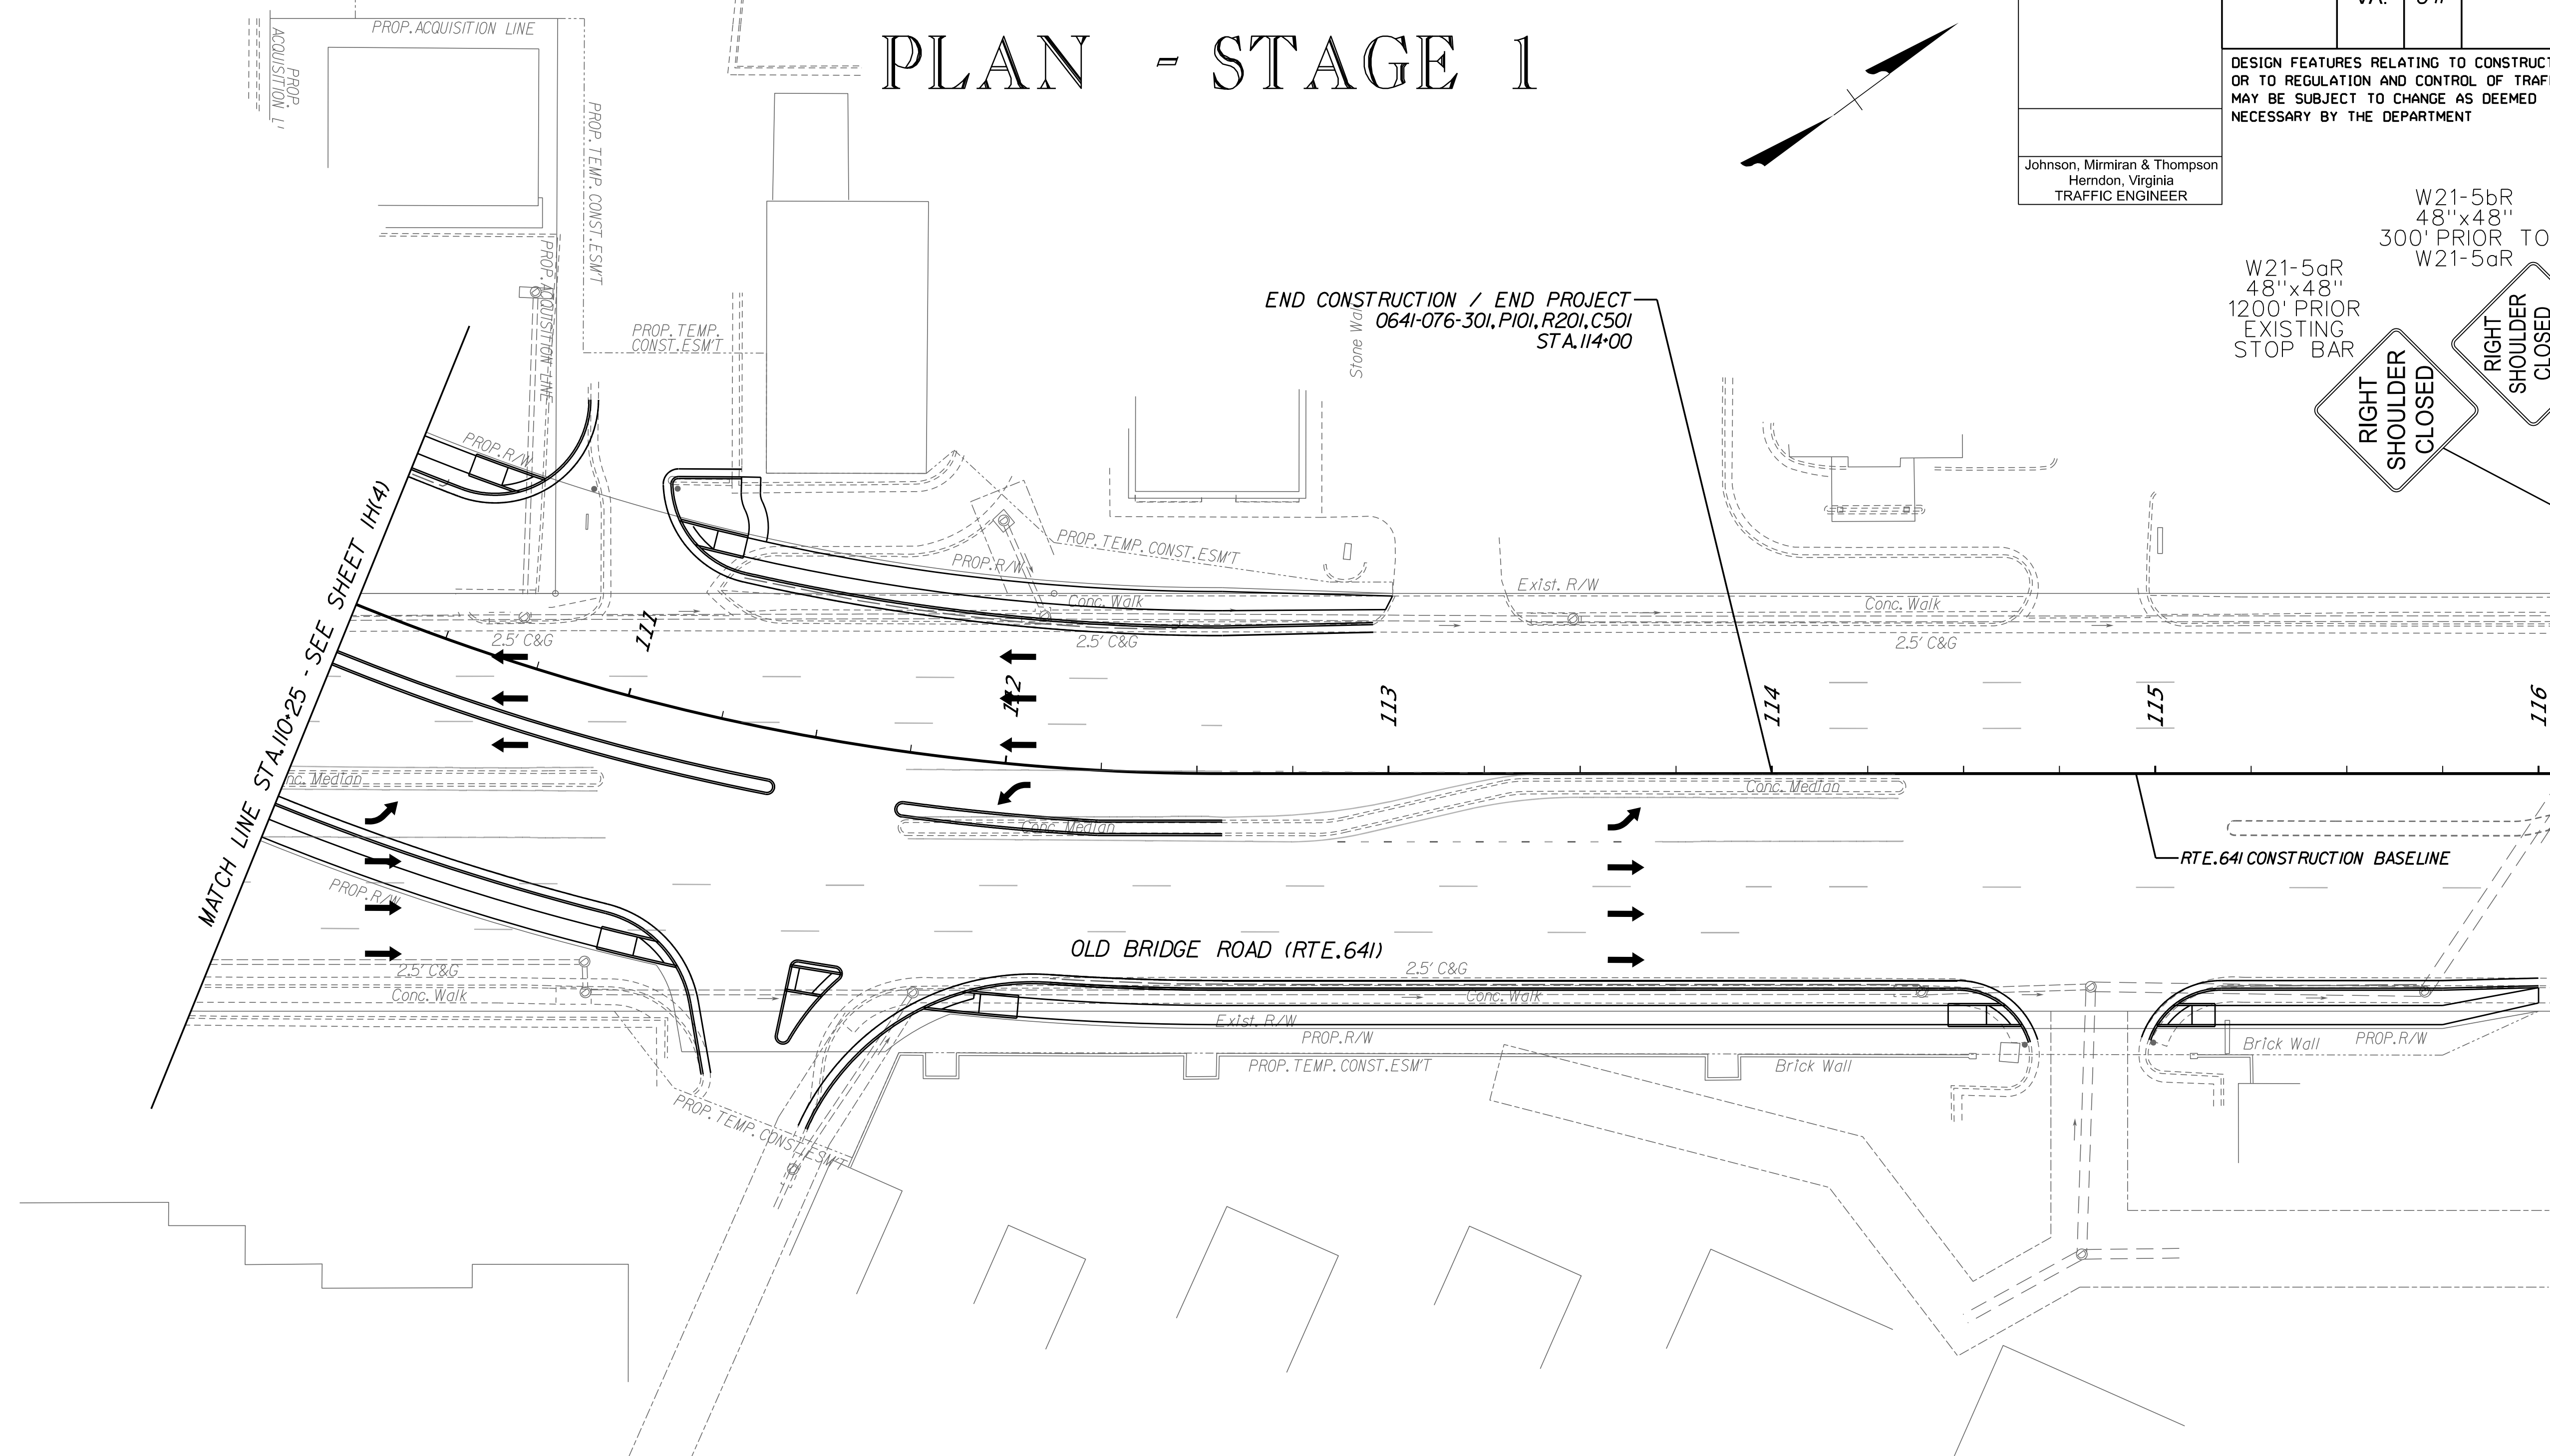 PLAN - STAGE 1
VA.
DESIGN FEATURES RELATING TO
OR TO REGULATION AND CONTROL OF
MAY BE SUBJECT TO CHANGE AS DEEMED
NECESSARY BY THE DEPARTMENT
Johnson, Mirmiran & Thompson
Herndon, Virginia
TRAFFIC ENGINEER
W21-5bR
48"x48"
300' PRIOR TO
W21-5aR
W21-5aR
48"x48"
1200' PRIOR
EXISTING
STOP BAR
RIGHT
SHOULDER
CLOSED
RIGHT
SHOULDER
CLOSED
PROP. ACQUISITION LINE
PROP.
ACQUISITION
PROP. TEMP. CONST. ESM'T
PROP. ACQUISITION LINE
PROP. TEMP.
CONST. ESM'T
END CONSTRUCTION / END PROJECT
0641-076-301, P101, R201, C501
STA. 114+00
Stone
PROP. R/W
PROP. R/W
PROP. TEMP. CONST. ESM'T
Exist. R/W
Conc. Walk
Conc. Walk
2.5' C&G
2.5' C&G
2.5' C&G
111
112
113
114
115
116
MATCH LINE STA. 110+25 - SEE SHEET 1H(4)
Median
Conc. Median
Conc. Median
RTE. 641 CONSTRUCTION BASELINE
PROP. R/W
OLD BRIDGE ROAD (RTE. 641)
2.5' C&G
2.5' C&G
Conc. Walk
Conc. Walk
Exist. R/W
PROP. R/W
PROP. R/W
PROP. TEMP. CONST. ESM'T
Brick Wall
Brick Wall
PROP. TEMP. CONST. ESM'T